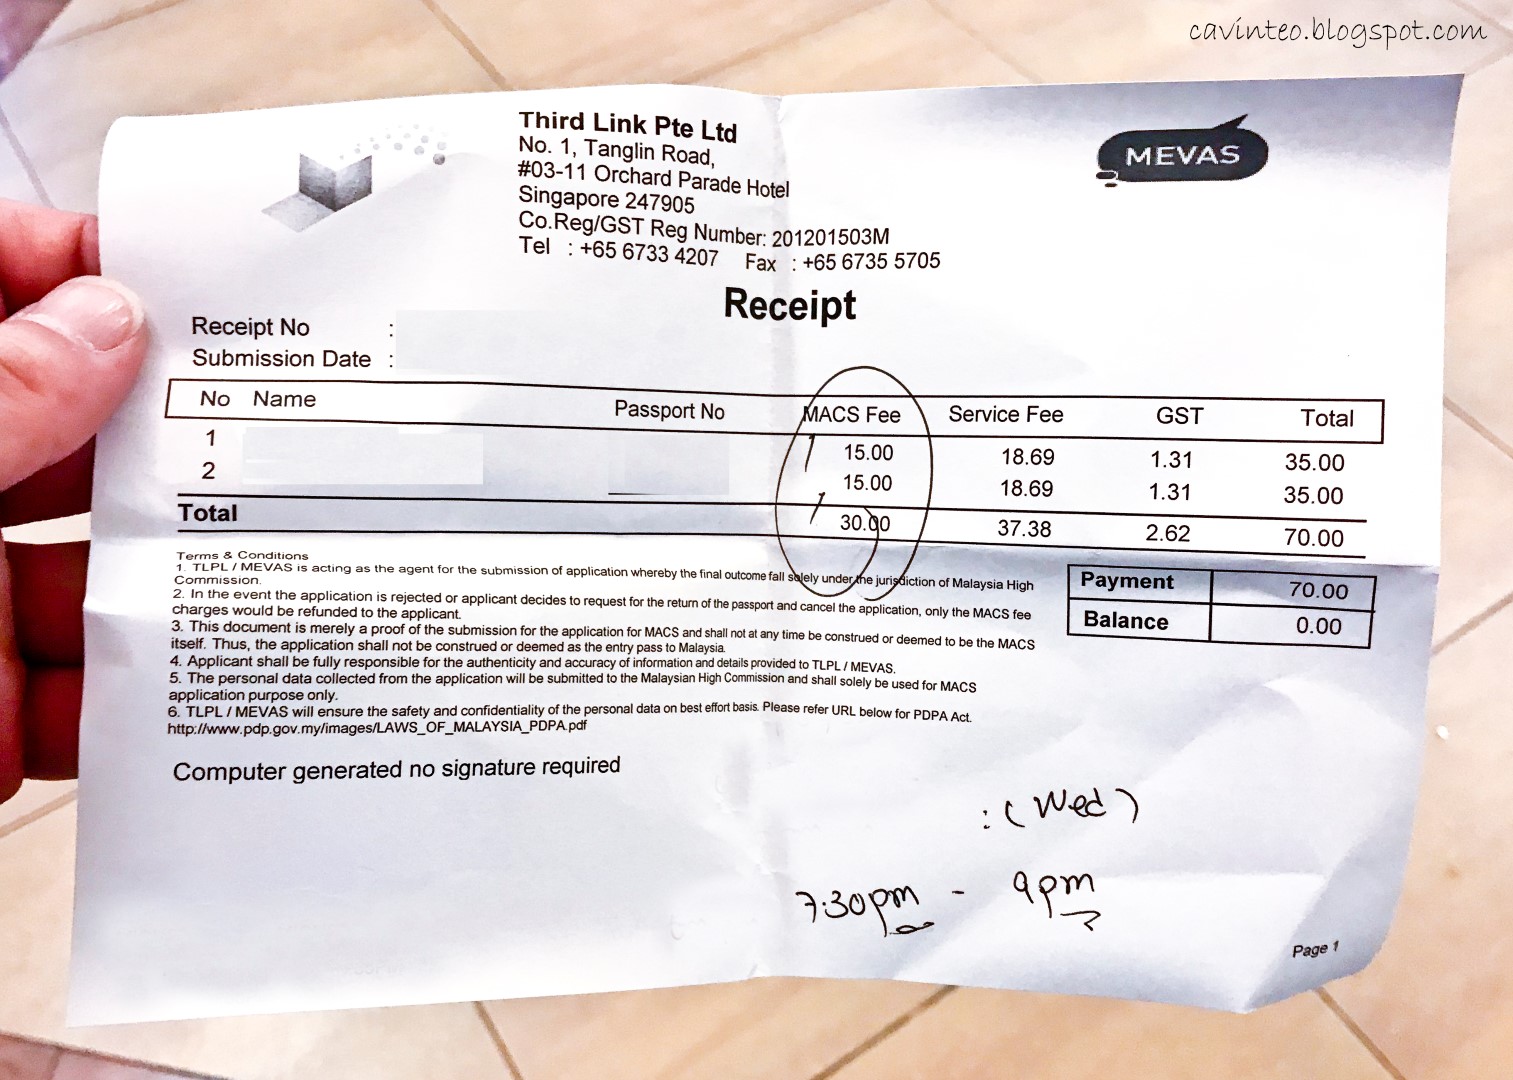 cavinteo.blogspot.com
Third Link Pte Ltd
No. 1, Tanglin Road,
#03-11 Orchard Parade Hotel
Singapore 247905
Co.Reg/GST Reg Number: 201201503M
Tel : +65 6733 4207 Fax : +65 6735 5705
MEVAS
Receipt
Receipt No :
Submission Date :
No Name Passport No MACS Fee Service Fee GST Total
1 15.00 18.69 1.31 35.00
2 15.00 18.69 1.31 35.00
Total 30.00 37.38 2.62 70.00
Terms & Conditions
1. TLPL / MEVAS is acting as the agent for the submission of application whereby the final outcome fall solely under the jurisdiction of Malaysia High
Commission.
2. In the event the application is rejected or applicant decides to request for the return of the passport and cancel the application, only the MACS fee
charges would be refunded to the applicant.
3. This document is merely a proof of the submission for the application for MACS and shall not at any time be construed or deemed to be the MACS
itself. Thus, the application shall not be construed or deemed as the entry pass to Malaysia.
4. Applicant shall be fully responsible for the authenticity and accuracy of information and details provided to TLPL / MEVAS.
5. The personal data collected from the application will be submitted to the Malaysian High Commission and shall solely be used for MACS
application purpose only.
6. TLPL / MEVAS will ensure the safety and confidentiality of the personal data on best effort basis. Please refer URL below for PDPA Act.
http://www.pdp.gov.my/images/LAWS_OF_MALAYSIA_PDPA.pdf
Payment 70.00
Balance 0.00
Computer generated no signature required
: (Wed)
7:30pm - 9pm
Page 1